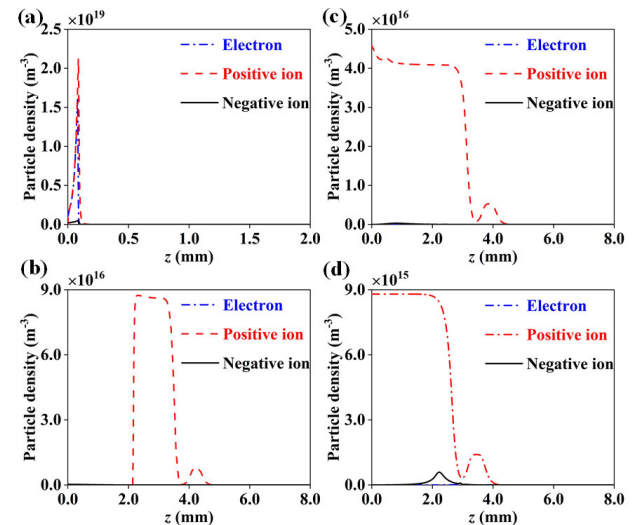 (a)
×10^19
Particle density (m^-3)
2.5
2.0
1.5
1.0
0.5
0.0
0.0 0.5 1.0 1.5 2.0
z (mm)
Electron
Positive ion
Negative ion
(c)
×10^16
Particle density (m^-3)
5.0
4.0
3.0
2.0
1.0
0.0
0.0 2.0 4.0 6.0 8.0
z (mm)
Electron
Positive ion
Negative ion
(b)
×10^16
Particle density (m^-3)
9.0
6.0
3.0
0.0
0.0 2.0 4.0 6.0 8.0
z (mm)
Electron
Positive ion
Negative ion
(d)
×10^15
Particle density (m^-3)
9.0
6.0
3.0
0.0
0.0 2.0 4.0 6.0 8.0
z (mm)
Electron
Positive ion
Negative ion